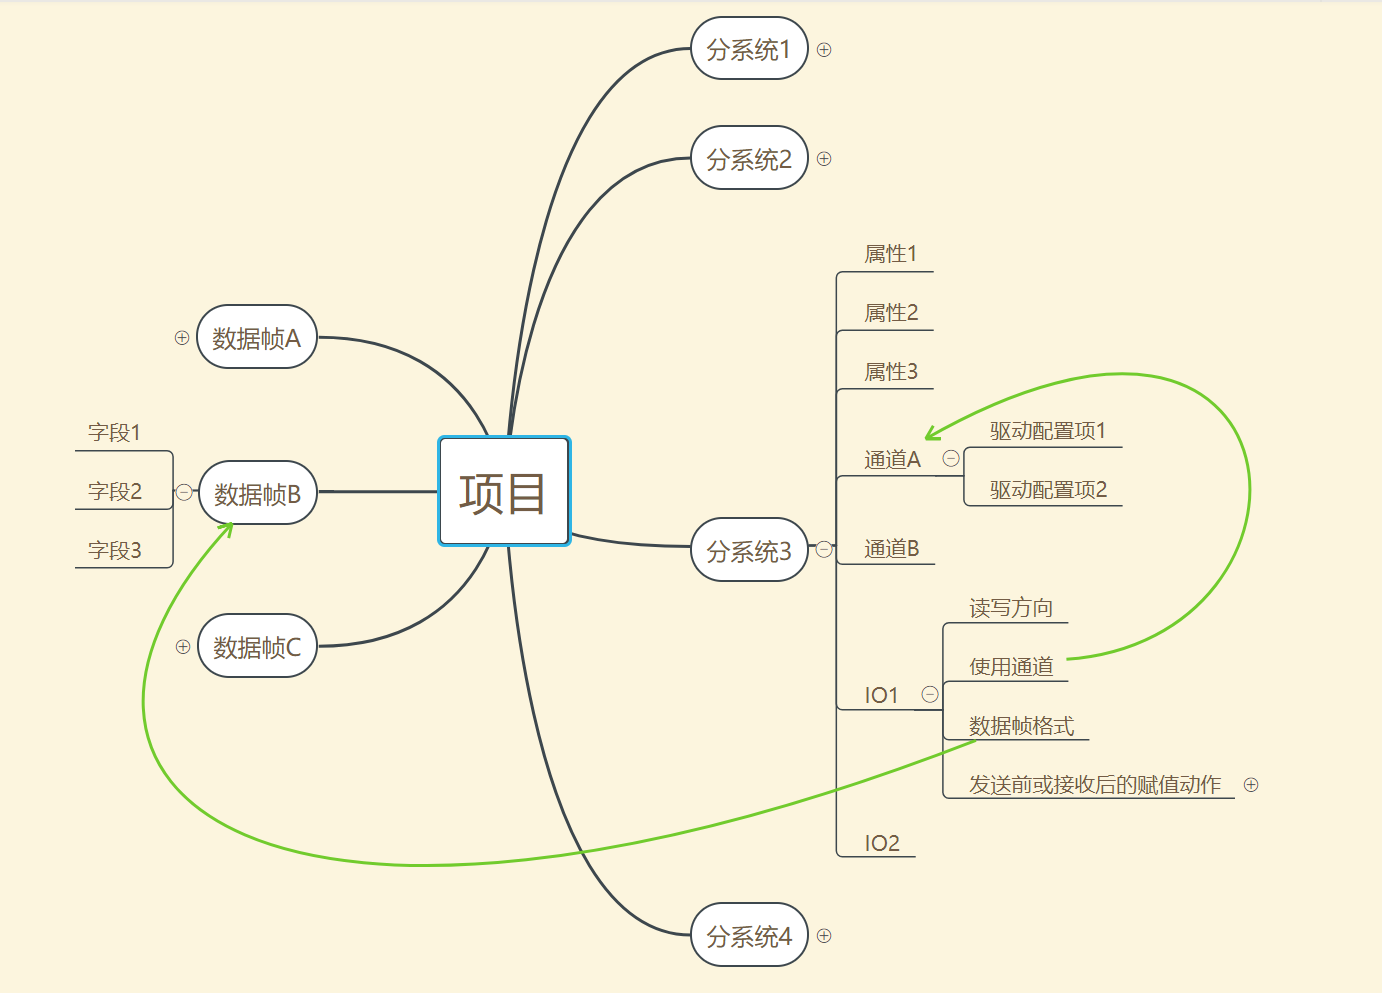 分系统1
分系统2
属性1
属性2
数据帧A
属性3
字段1
驱动配置项1
通道A
字段2
数据帧B
项目
驱动配置项2
字段3
分系统3
通道B
读写方向
数据帧C
使用通道
IO1
数据帧格式
发送前或接收后的赋值动作
IO2
分系统4